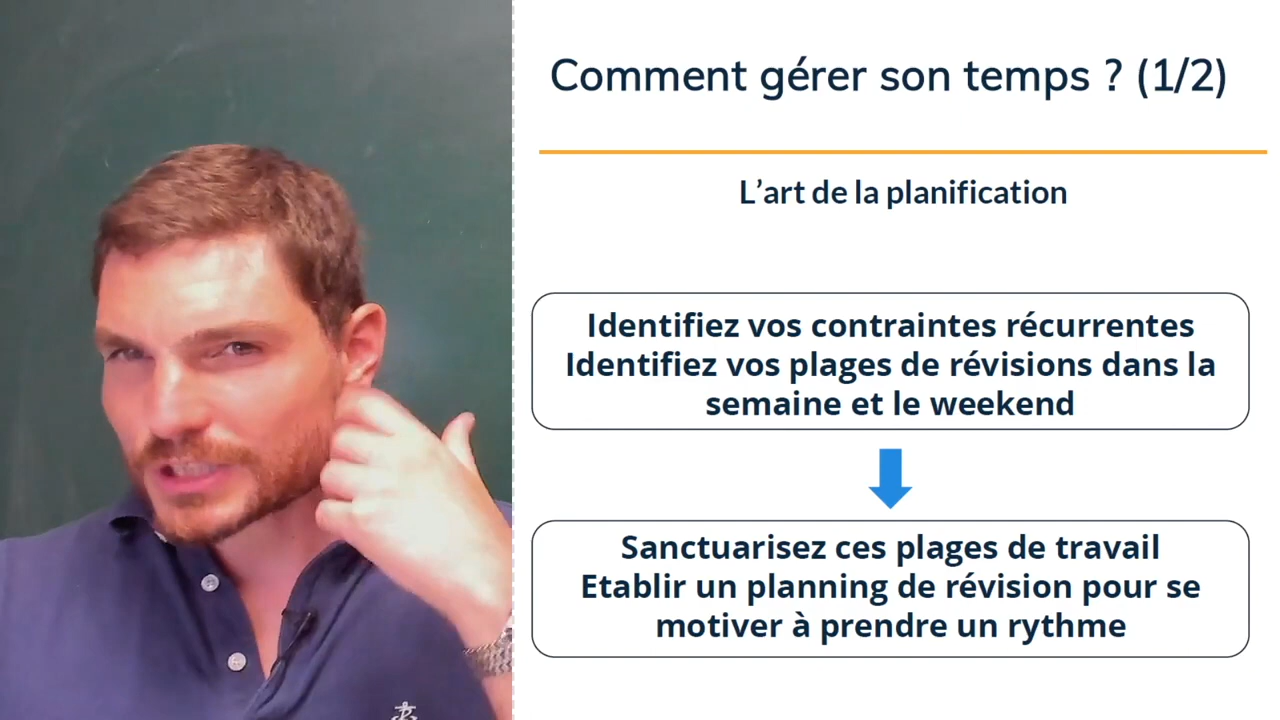 Comment gérer son temps ? (1/2)
L’art de la planification
Identifiez vos contraintes récurrentes
Identifiez vos plages de révisions dans la
semaine et le weekend
Sanctuarisez ces plages de travail
Etablir un planning de révision pour se
motiver à prendre un rythme